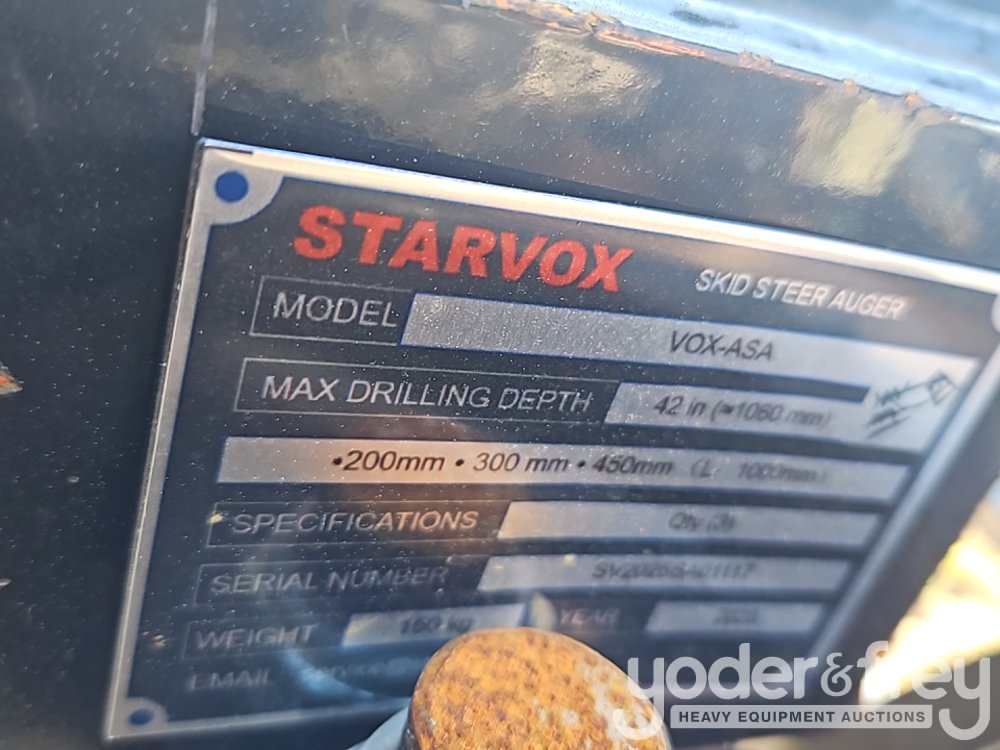 STARVOX SKID STEER AUGER
MODEL VOX-ASA
MAX DRILLING DEPTH 42 in (≈1060 mm)
•200mm • 300 mm • 450mm (L: 1000mm)
SPECIFICATIONS Qty (3)
SERIAL NUMBER
WEIGHT 150 kg YEAR
EMAIL
yoder&frey
HEAVY EQUIPMENT AUCTIONS